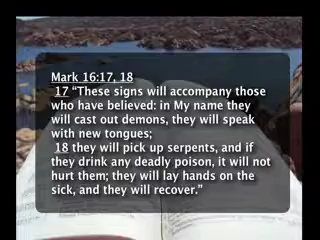 Mark 16:17, 18
17 “These signs will accompany those
who have believed: in My name they
will cast out demons, they will speak
with new tongues;
18 they will pick up serpents, and if
they drink any deadly poison, it will not
hurt them; they will lay hands on the
sick, and they will recover.”